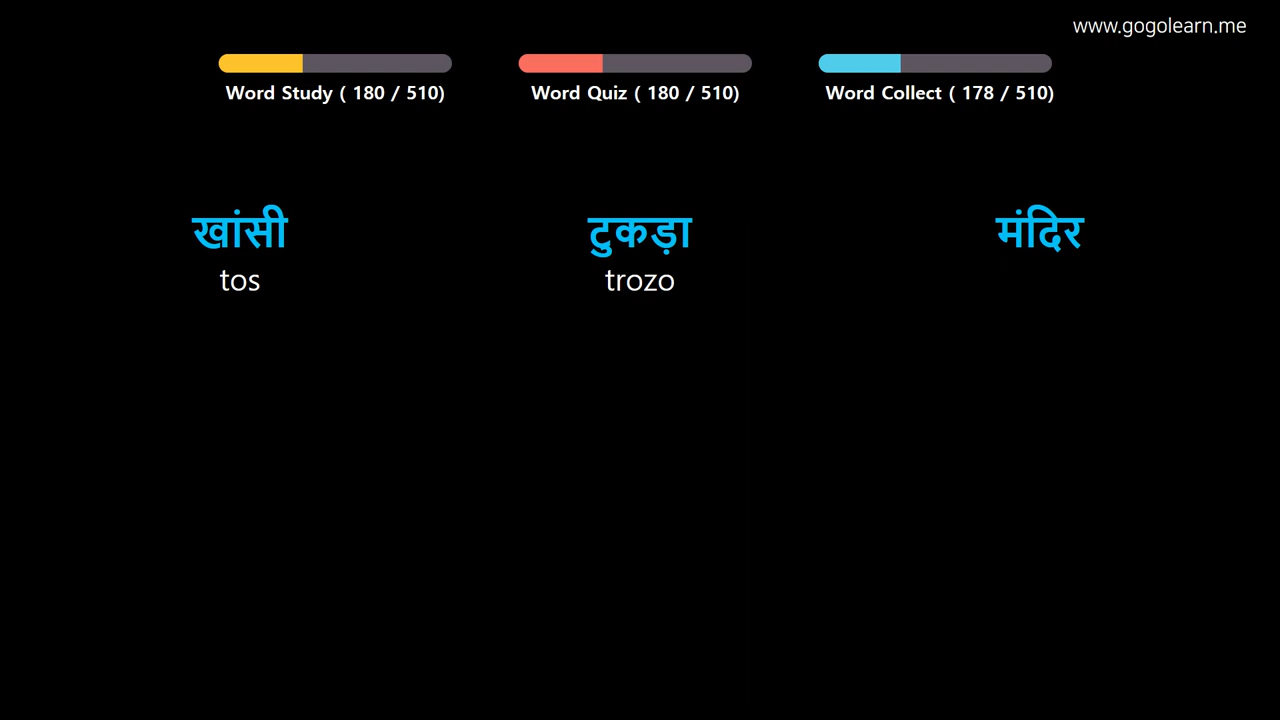 www.gogolearn.me
Word Study ( 180 / 510)
Word Quiz ( 180 / 510)
Word Collect ( 178 / 510)
खांसी
टुकड़ा
मंदिर
tos
trozo